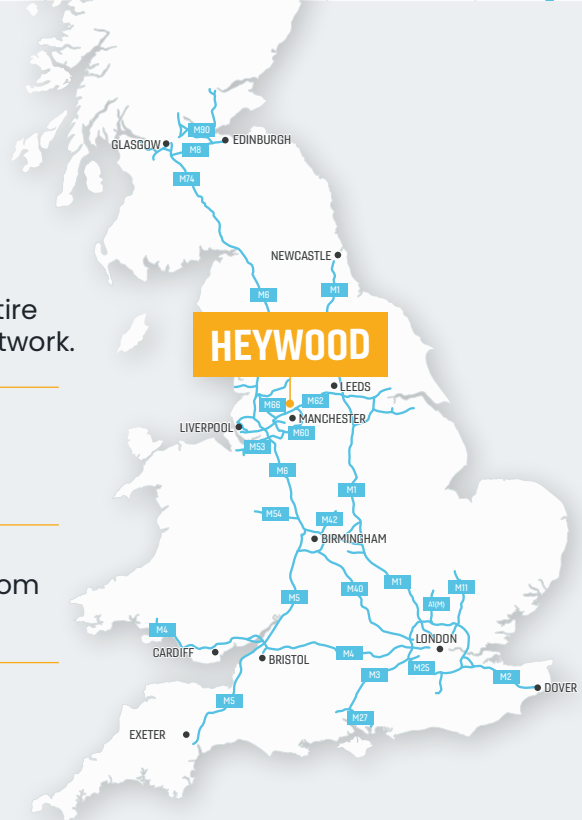 M90
GLASGOW
EDINBURGH
M8
M74
NEWCASTLE
M6
M1
tire
twork.
HEYWOOD
LEEDS
M66
M62
MANCHESTER
LIVERPOOL
M60
M53
M6
M1
M54
M42
BIRMINGHAM
om
M5
M40
M1
M11
A1(M)
M4
LONDON
CARDIFF
BRISTOL
M4
M25
M3
M2
DOVER
M5
M27
EXETER